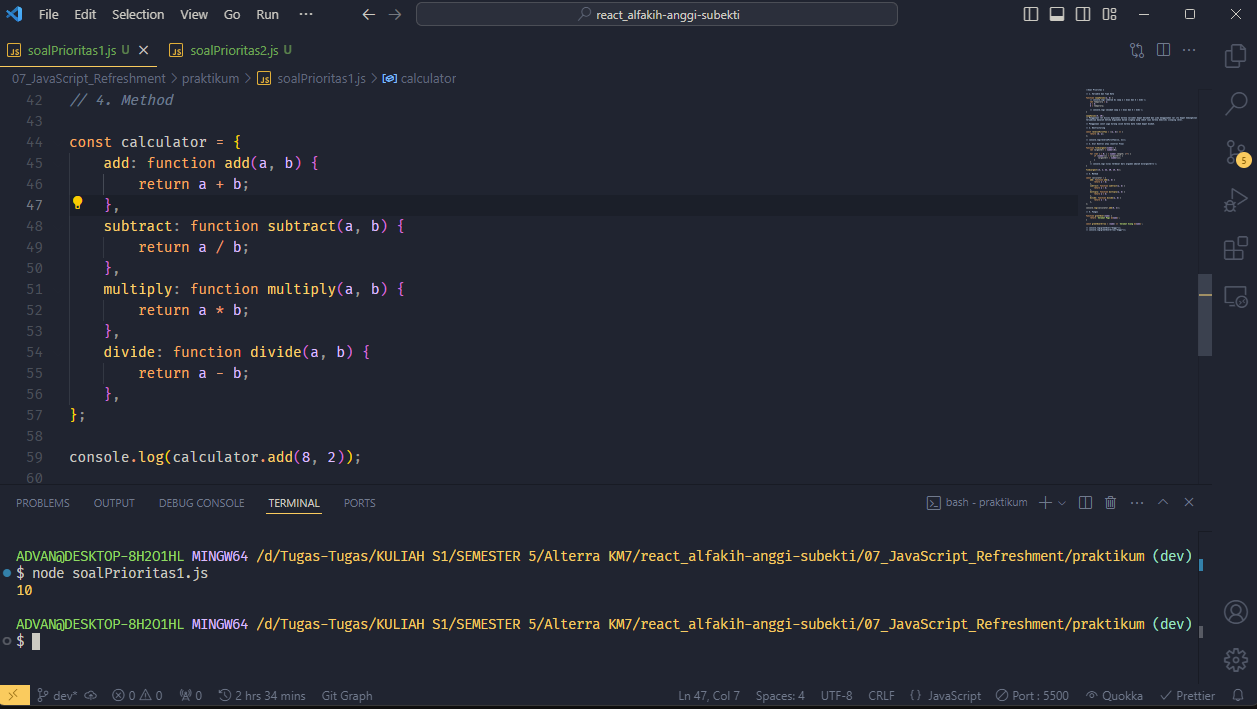 File Edit Selection View Go Run ··· react_alfakih-anggi-subekti
JS soalPrioritas1.js U JS soalPrioritas2.js U
07_JavaScript_Refreshment > praktikum > JS soalPrioritas1.js > calculator
42 // 4. Method
43
44 const calculator = {
45 add: function add(a, b) {
46 return a + b;
47 },
48 subtract: function subtract(a, b) {
49 return a / b;
50 },
51 multiply: function multiply(a, b) {
52 return a * b;
53 },
54 divide: function divide(a, b) {
55 return a - b;
56 },
57 };
58
59 console.log(calculator.add(8, 2));
60
5
PROBLEMS OUTPUT DEBUG CONSOLE TERMINAL PORTS bash - praktikum
ADVAN@DESKTOP-8H2O1HL MINGW64 /d/Tugas-Tugas/KULIAH S1/SEMESTER 5/Alterra KM7/react_alfakih-anggi-subekti/07_JavaScript_Refreshment/praktikum (dev)
$ node soalPrioritas1.js
10
ADVAN@DESKTOP-8H2O1HL MINGW64 /d/Tugas-Tugas/KULIAH S1/SEMESTER 5/Alterra KM7/react_alfakih-anggi-subekti/07_JavaScript_Refreshment/praktikum (dev)
$
dev* 0 0 0 2 hrs 34 mins Git Graph Ln 47, Col 7 Spaces: 4 UTF-8 CRLF {} JavaScript Port : 5500 Quokka Prettier